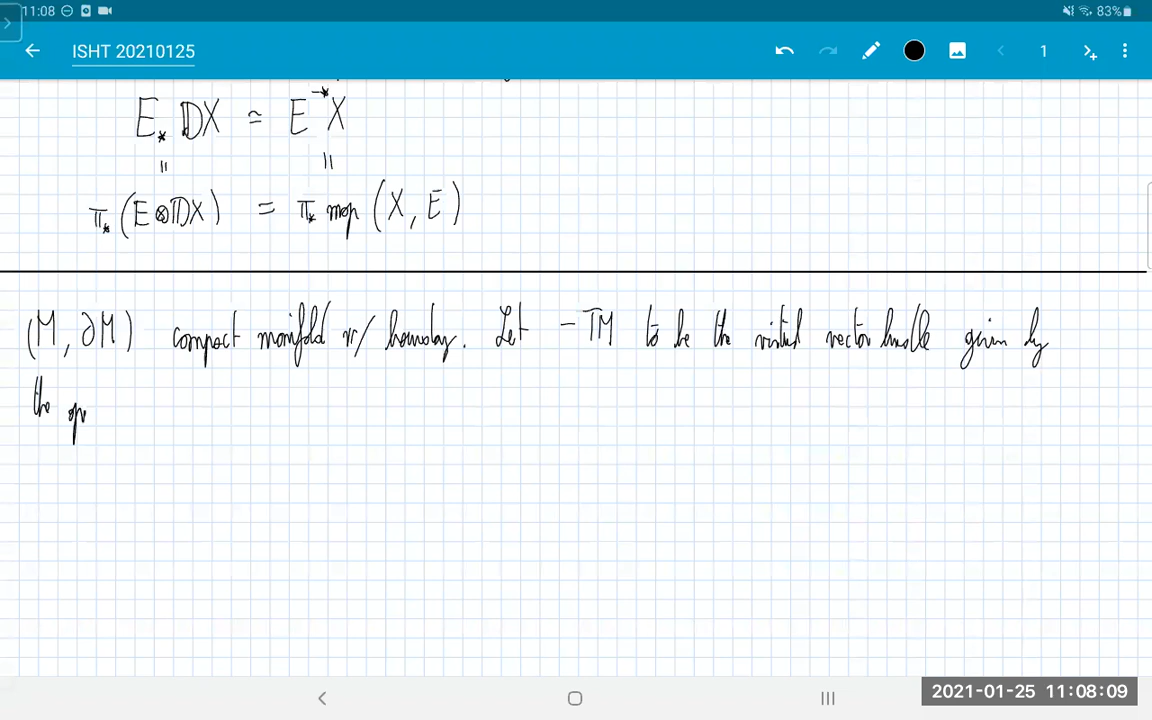 11:08 83%
ISHT 20210125 1
E_* 𝔻X ≃ E^{-*} X
= =
π_* (E⊗𝔻X) = π_* map (X, E)
(M, ∂M) compact manifold w/ boundary. Let -TM to be the virtual vector bundle given by
the op
2021-01-25 11:08:09